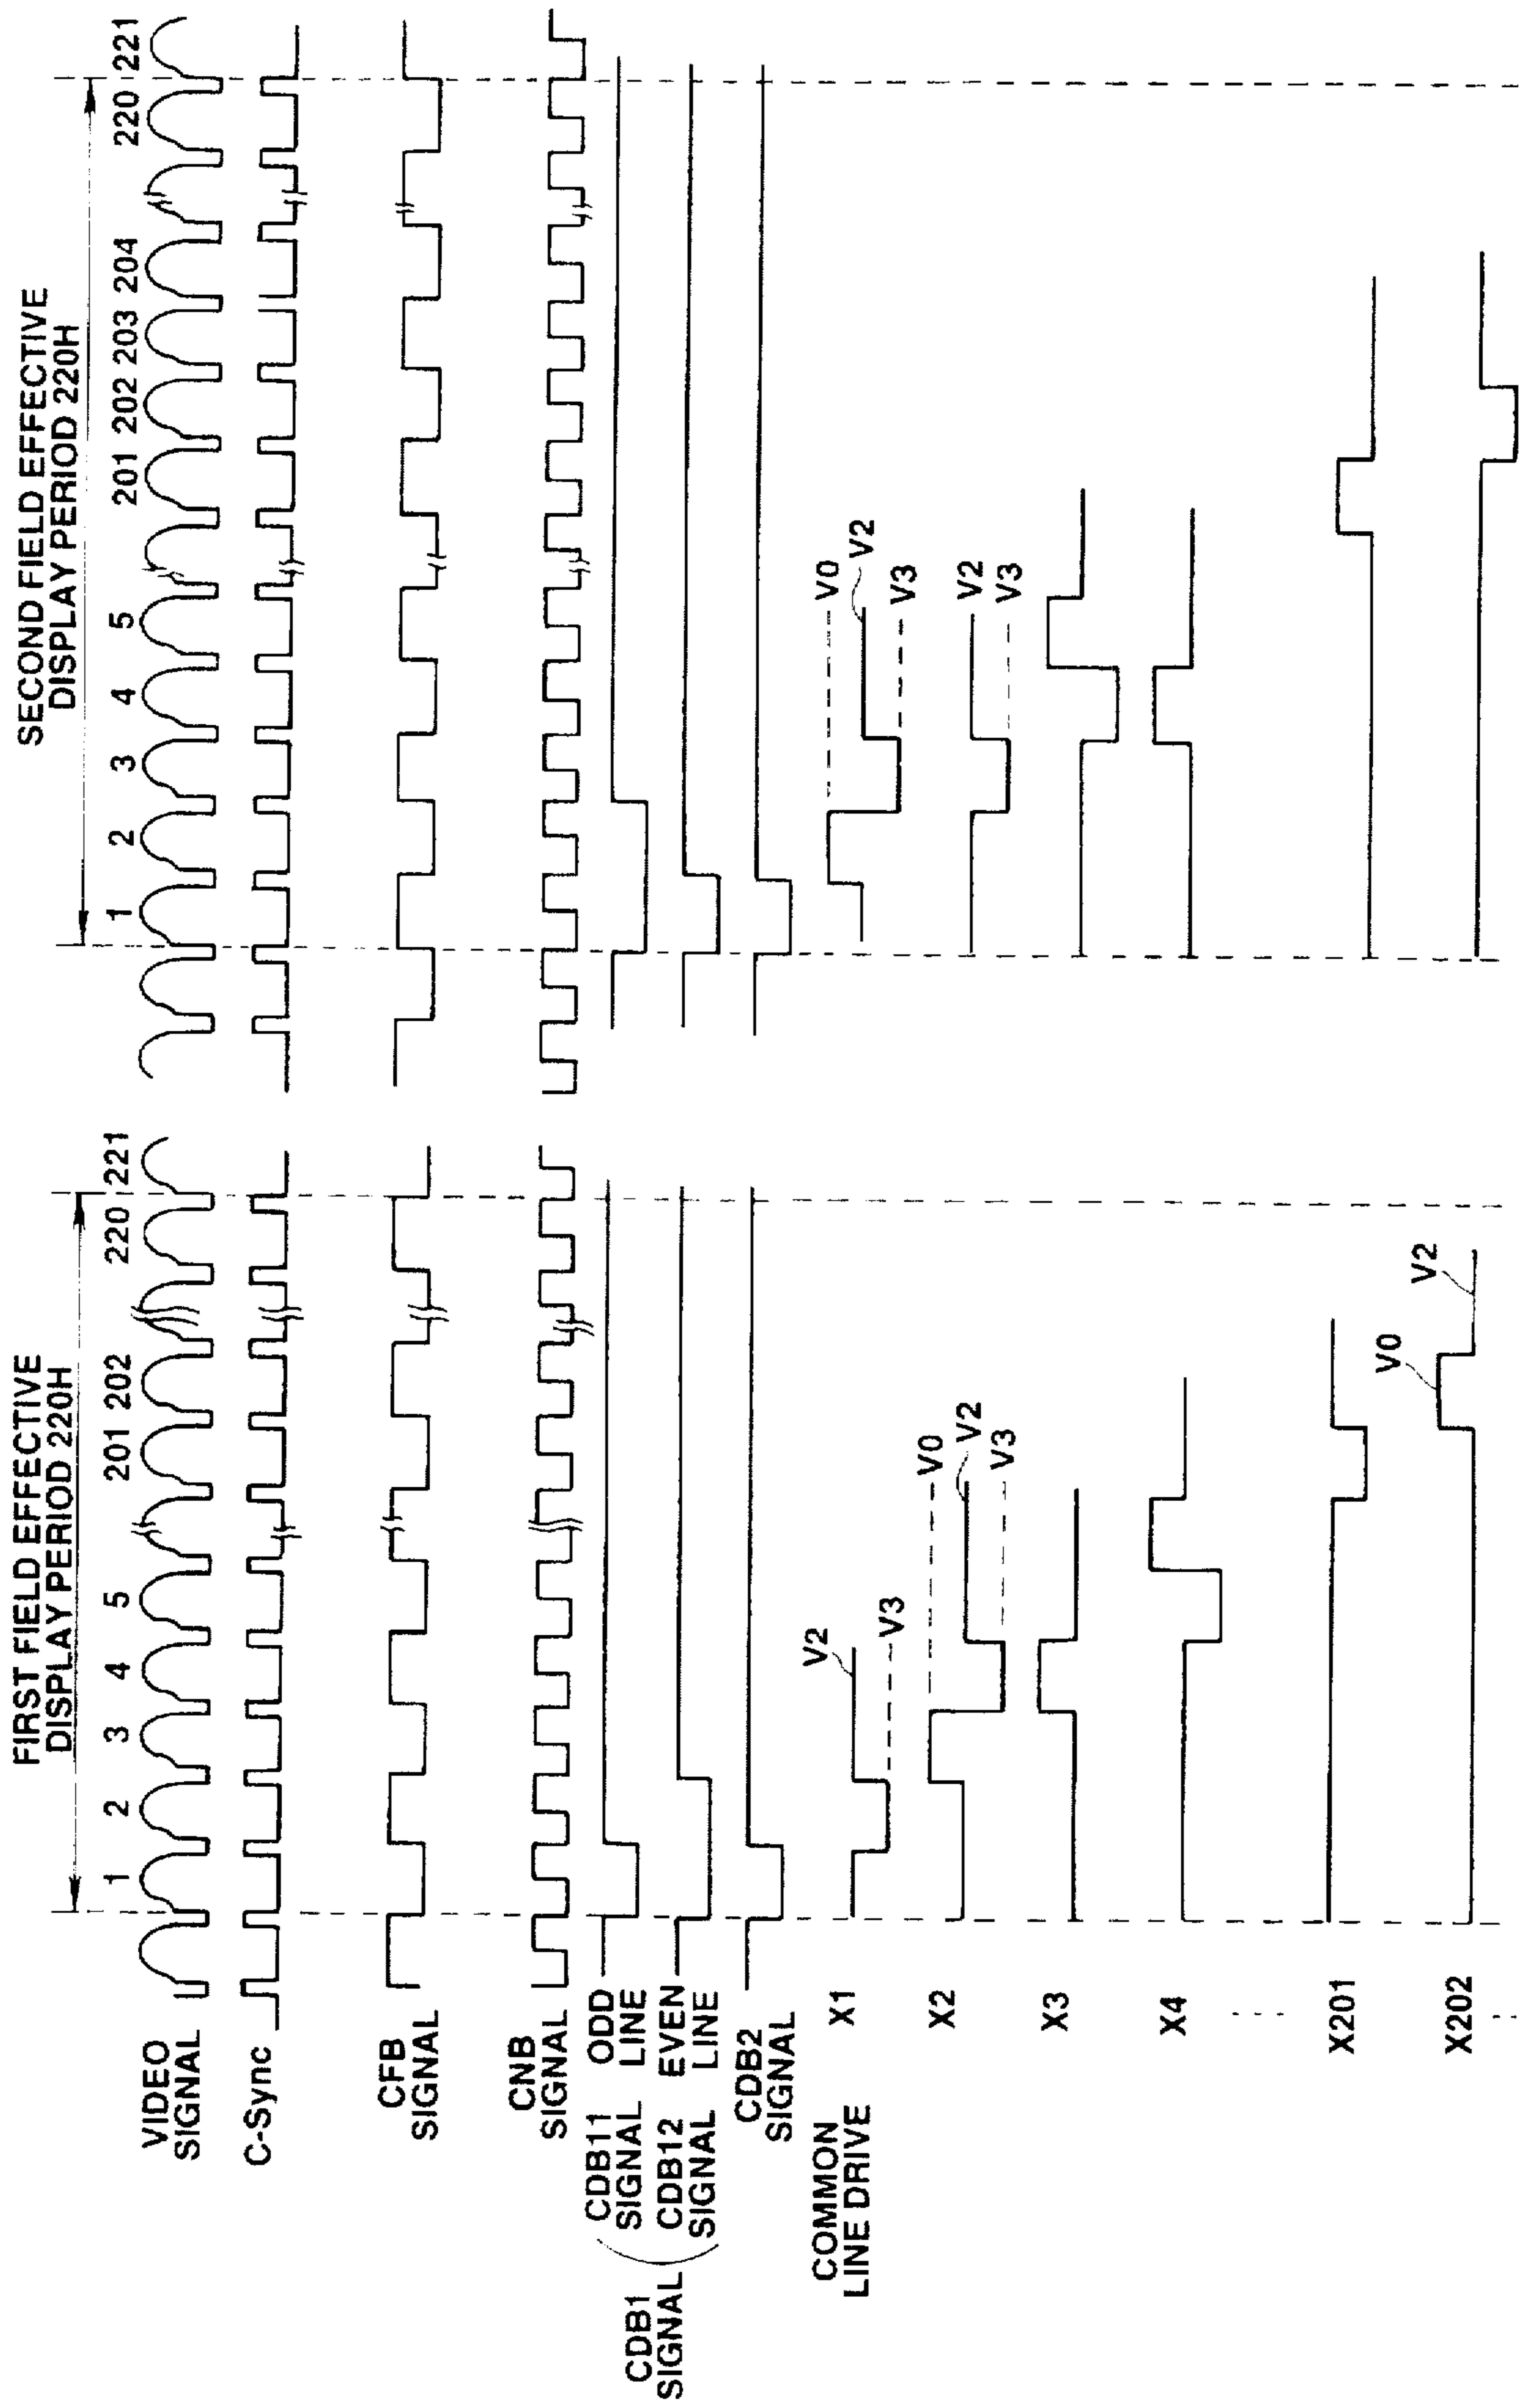 FIRST FIELD EFFECTIVE
DISPLAY PERIOD 220H
SECOND FIELD EFFECTIVE
DISPLAY PERIOD 220H
1 2 3 4 5 201 202 220 221
1 2 3 4 5 201 202 203 204 220 221
VIDEO
SIGNAL
C-Sync
CFB
SIGNAL
CNB
SIGNAL
CDB1
SIGNAL
CDB11
SIGNAL
ODD
LINE
CDB12
SIGNAL
EVEN
LINE
CDB2
SIGNAL
COMMON
LINE DRIVE
X1
V2
V3
V0
V2
V3
X2
V0
V2
V3
V2
V3
X3
X4
X201
X202
V0
V2